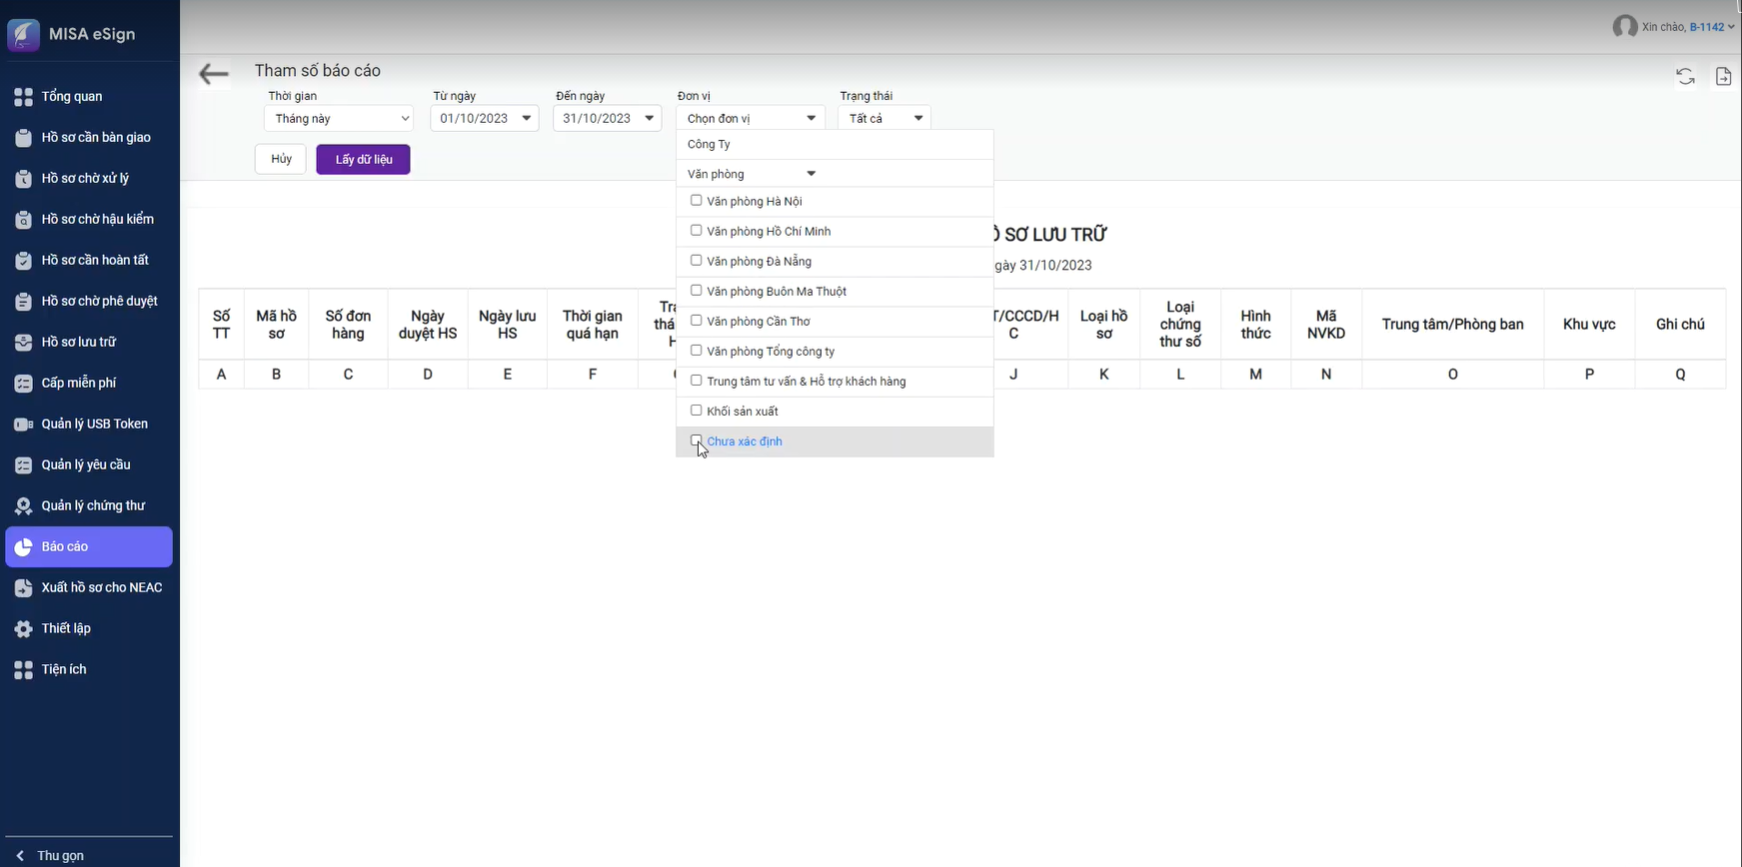 MISA eSign
Xin chào, B-1142
Tổng quan
Hồ sơ cần bàn giao
Hồ sơ chờ xử lý
Hồ sơ chờ hậu kiểm
Hồ sơ cần hoàn tất
Hồ sơ chờ phê duyệt
Hồ sơ lưu trữ
Cấp miễn phí
Quản lý USB Token
Quản lý yêu cầu
Quản lý chứng thư
Báo cáo
Xuất hồ sơ cho NEAC
Thiết lập
Tiện ích
Thu gọn
Tham số báo cáo
Thời gian
Từ ngày
Đến ngày
Đơn vị
Trạng thái
Tháng này
01/10/2023
31/10/2023
Chọn đơn vị
Tất cả
Hủy
Lấy dữ liệu
Công Ty
Văn phòng
Văn phòng Hà Nội
Văn phòng Hồ Chí Minh
Văn phòng Đà Nẵng
Văn phòng Buôn Ma Thuột
Văn phòng Cần Thơ
Văn phòng Tổng công ty
Trung tâm tư vấn & Hỗ trợ khách hàng
Khối sản xuất
Chưa xác định
SƠ LƯU TRỮ
gày 31/10/2023
Số TT
Mã hồ sơ
Số đơn hàng
Ngày duyệt HS
Ngày lưu HS
Thời gian quá hạn
T/CCCD/H C
Loại hồ sơ
Loại chứng thư số
Hình thức
Mã NVKD
Trung tâm/Phòng ban
Khu vực
Ghi chú
A B C D E F J K L M N O P Q